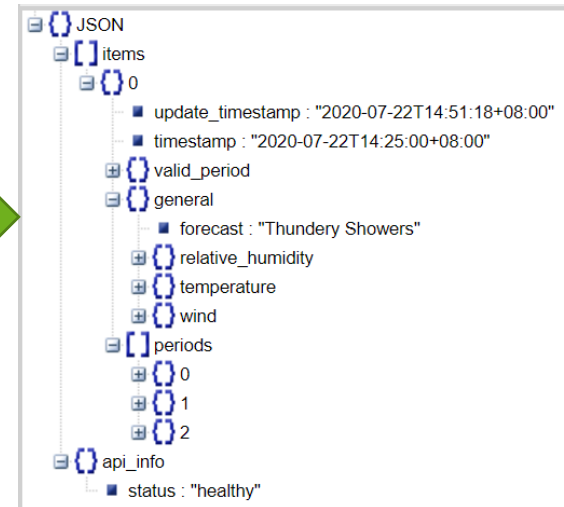 JSON
items
0
update_timestamp : "2020-07-22T14:51:18+08:00"
timestamp : "2020-07-22T14:25:00+08:00"
valid_period
general
forecast : "Thundery Showers"
relative_humidity
temperature
wind
periods
0
1
2
api_info
status : "healthy"